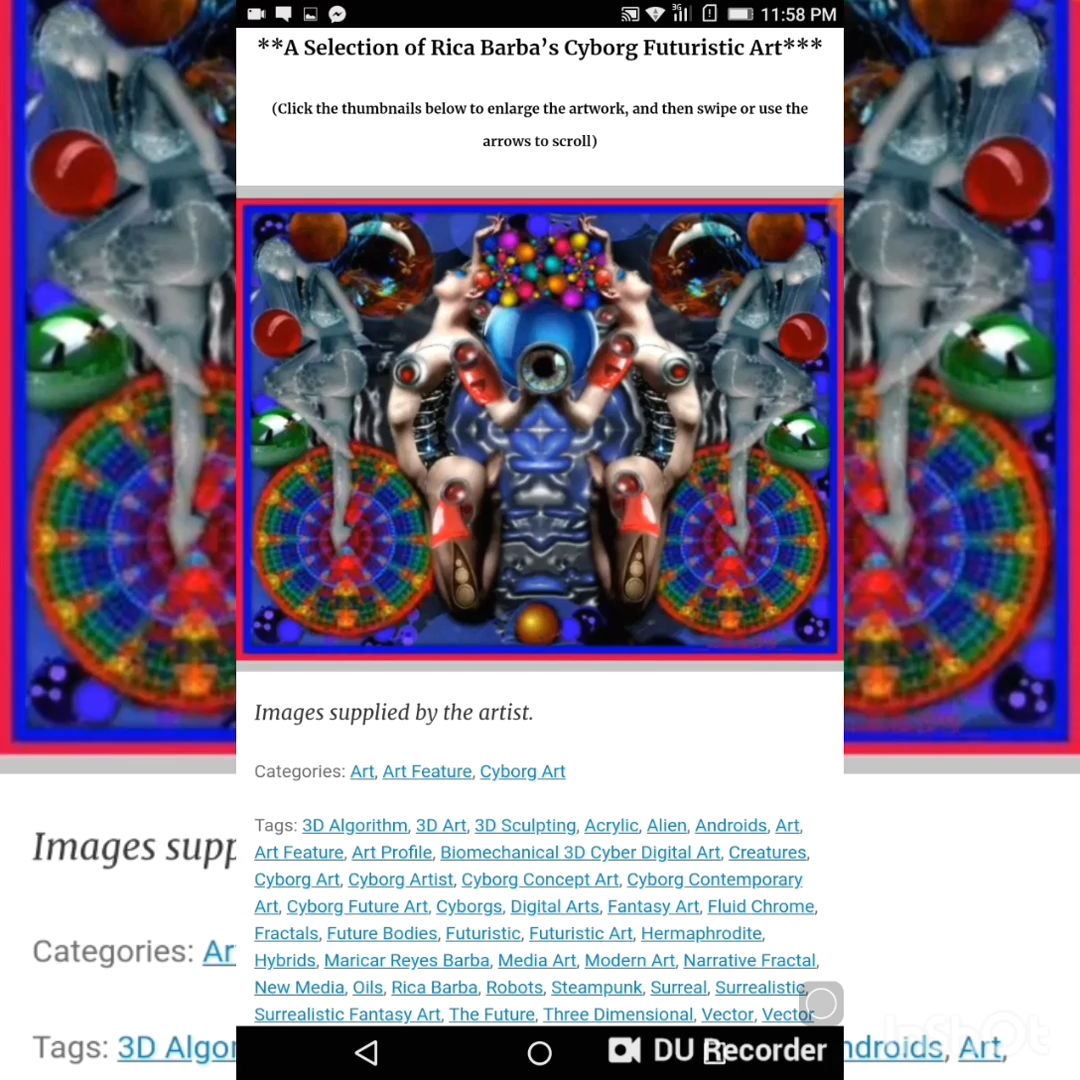 3G 11:58 PM
**A Selection of Rica Barba’s Cyborg Futuristic Art***
(Click the thumbnails below to enlarge the artwork, and then swipe or use the
arrows to scroll)
Images supplied by the artist.
Categories: Art, Art Feature, Cyborg Art
Tags: 3D Algorithm, 3D Art, 3D Sculpting, Acrylic, Alien, Androids, Art,
Art Feature, Art Profile, Biomechanical 3D Cyber Digital Art, Creatures,
Cyborg Art, Cyborg Artist, Cyborg Concept Art, Cyborg Contemporary
Art, Cyborg Future Art, Cyborgs, Digital Arts, Fantasy Art, Fluid Chrome,
Fractals, Future Bodies, Futuristic, Futuristic Art, Hermaphrodite,
Hybrids, Maricar Reyes Barba, Media Art, Modern Art, Narrative Fractal,
New Media, Oils, Rica Barba, Robots, Steampunk, Surreal, Surrealistic,
Surrealistic Fantasy Art, The Future, Three Dimensional, Vector, Vector
DU Recorder
Images supp
Categories: Ar
Tags: 3D Algor
ndroids, Art,
InShOt